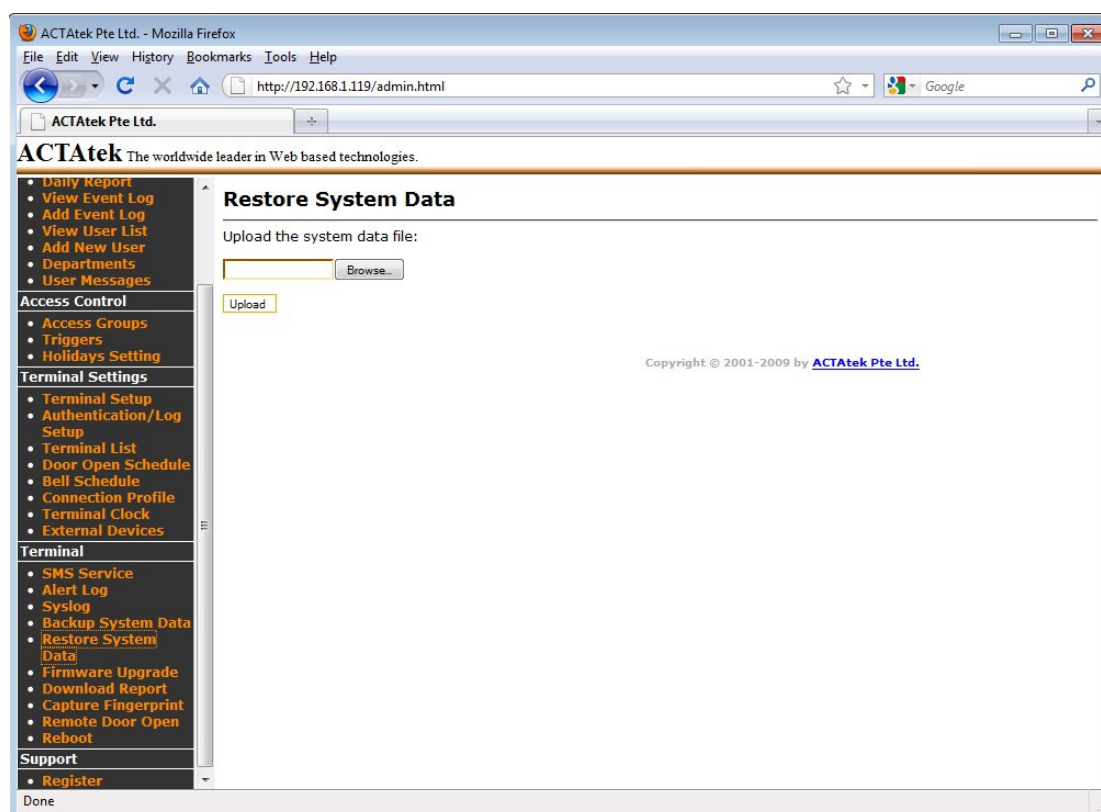 ACTAtek Pte Ltd. - Mozilla Firefox
File Edit View History Bookmarks Tools Help
http://192.168.1.119/admin.html
Google
ACTAtek Pte Ltd.
ACTAtek The worldwide leader in Web based technologies.
• Daily Report
• View Event Log
• Add Event Log
• View User List
• Add New User
• Departments
• User Messages
Access Control
• Access Groups
• Triggers
• Holidays Setting
Terminal Settings
• Terminal Setup
• Authentication/Log
Setup
• Terminal List
• Door Open Schedule
• Bell Schedule
• Connection Profile
• Terminal Clock
• External Devices
Terminal
• SMS Service
• Alert Log
• Syslog
• Backup System Data
• Restore System
Data
• Firmware Upgrade
• Download Report
• Capture Fingerprint
• Remote Door Open
• Reboot
Support
• Register
Restore System Data
Upload the system data file:
Browse...
Upload
Copyright © 2001-2009 by ACTAtek Pte Ltd.
Done